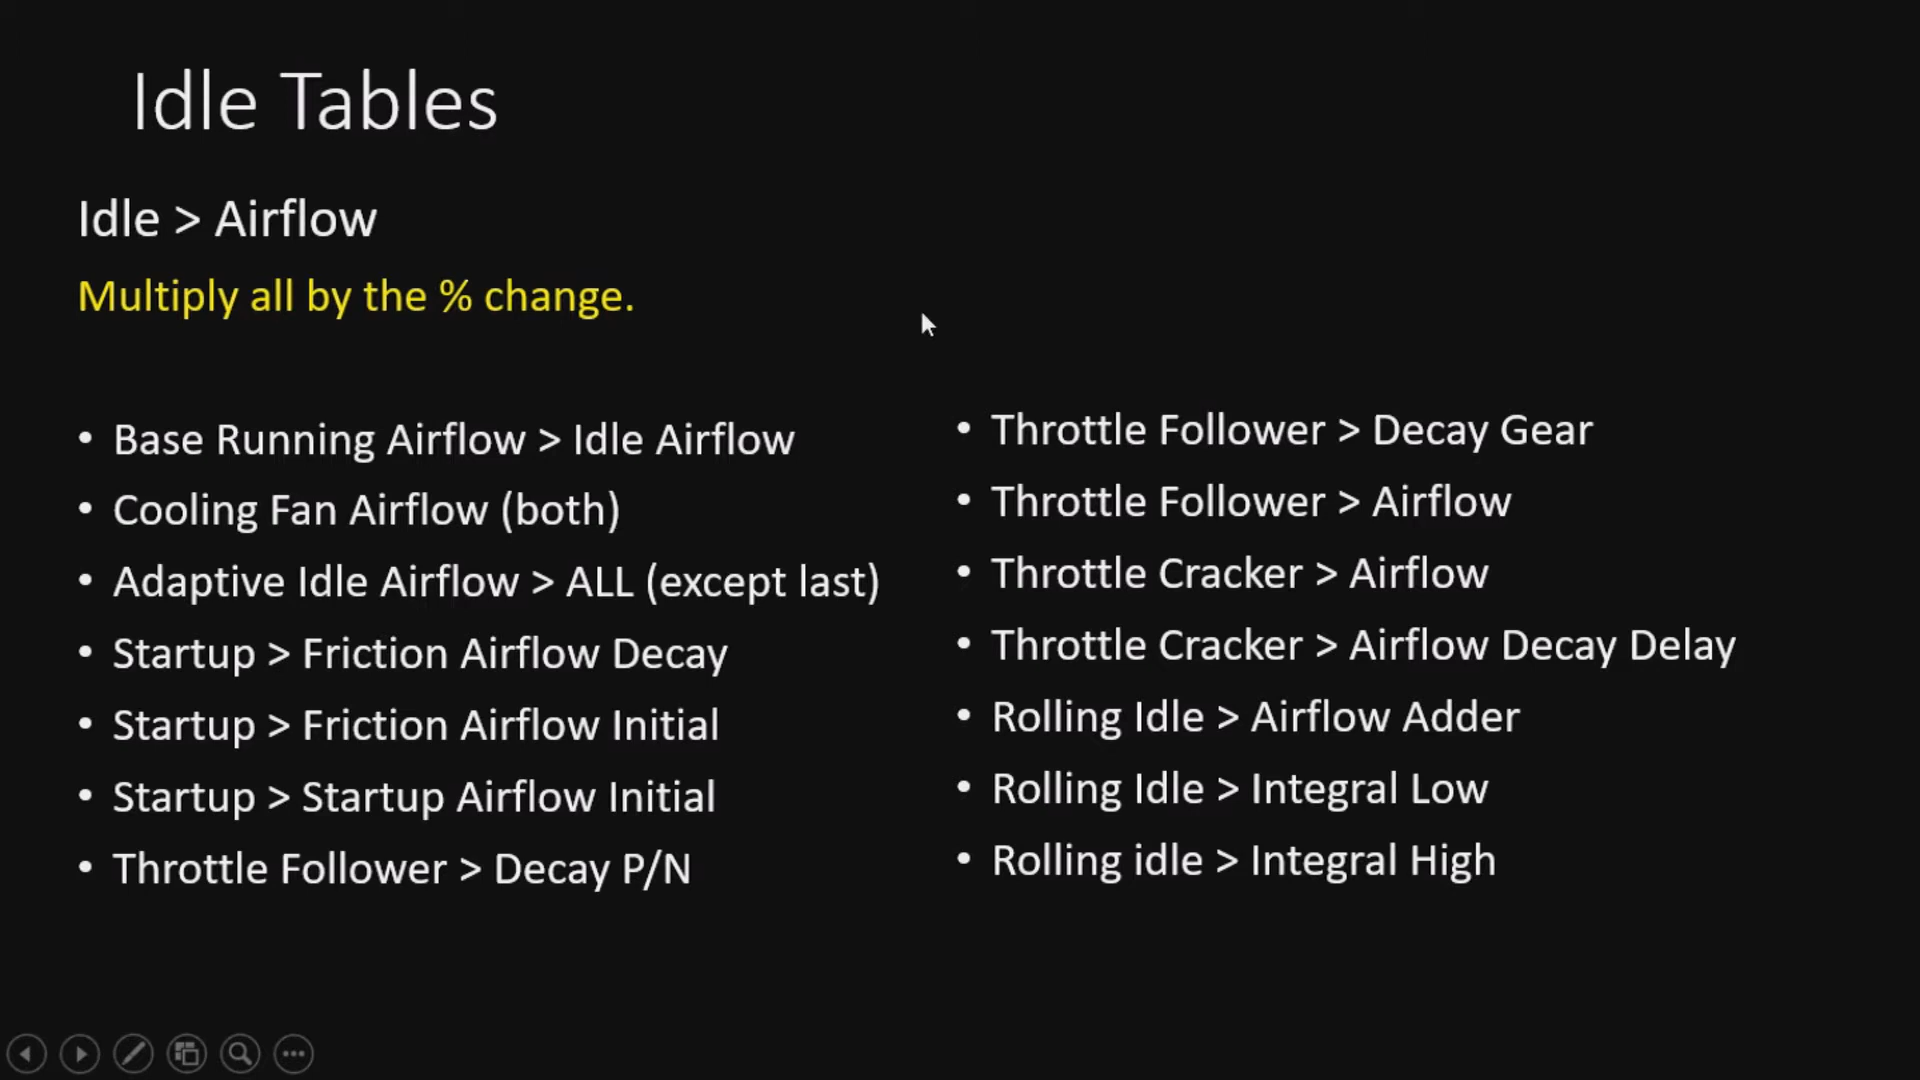 Idle Tables
Idle > Airflow
Multiply all by the % change.
• Base Running Airflow > Idle Airflow
• Cooling Fan Airflow (both)
• Adaptive Idle Airflow > ALL (except last)
• Startup > Friction Airflow Decay
• Startup > Friction Airflow Initial
• Startup > Startup Airflow Initial
• Throttle Follower > Decay P/N
• Throttle Follower > Decay Gear
• Throttle Follower > Airflow
• Throttle Cracker > Airflow
• Throttle Cracker > Airflow Decay Delay
• Rolling Idle > Airflow Adder
• Rolling Idle > Integral Low
• Rolling idle > Integral High